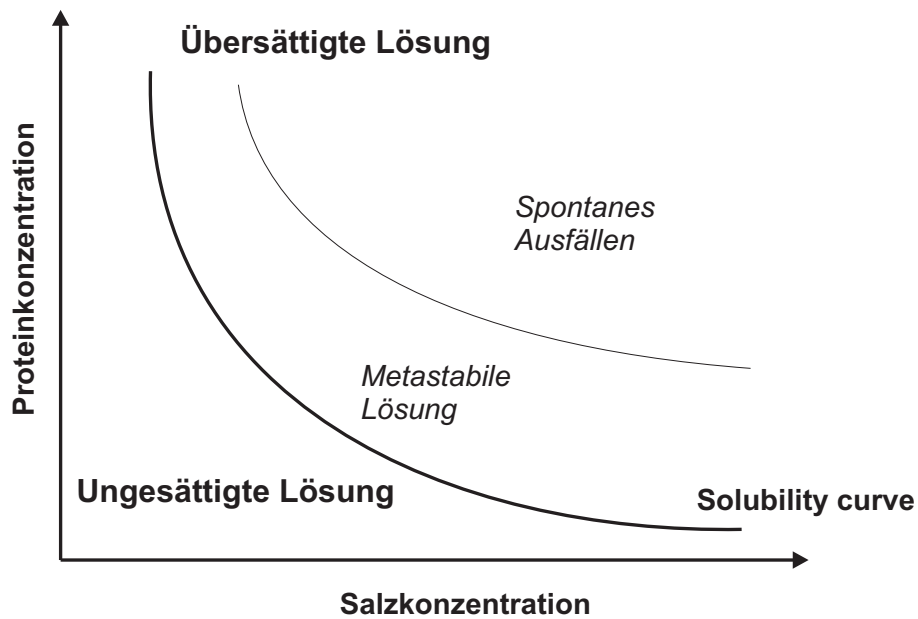 Übersättigte Lösung
Proteinkonzentration
Spontanes
Ausfällen
Metastabile
Lösung
Ungesättigte Lösung
Solubility curve
Salzkonzentration